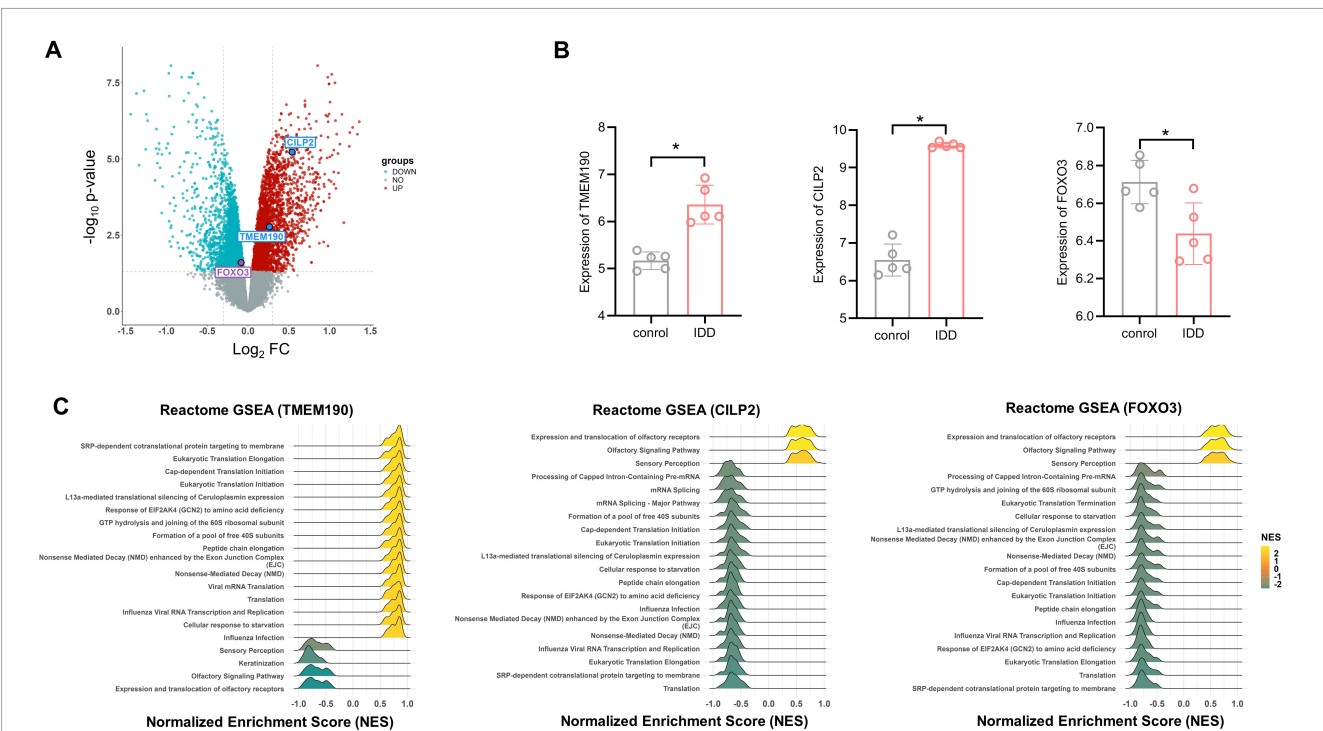 A
-log10 p-value
7.5
5.0
2.5
0.0
-1.5 -1.0 -0.5 0.0 0.5 1.0 1.5
Log2 FC
CILP2
TMEM190
FOXO3
groups
DOWN
NO
UP
B
Expression of TMEM190
8
7
6
5
4
*
conrol IDD
Expression of CILP2
10
9
8
7
6
5
*
conrol IDD
Expression of FOXO3
7.0
6.8
6.6
6.4
6.2
6.0
*
conrol IDD
C
Reactome GSEA (TMEM190)
SRP-dependent cotranslational protein targeting to membrane
Eukaryotic Translation Elongation
Cap-dependent Translation Initiation
Eukaryotic Translation Initiation
L13a-mediated translational silencing of Ceruloplasmin expression
Response of EIF2AK4 (GCN2) to amino acid deficiency
GTP hydrolysis and joining of the 60S ribosomal subunit
Formation of a pool of free 40S subunits
Peptide chain elongation
Nonsense Mediated Decay (NMD) enhanced by the Exon Junction Complex
(EJC)
Nonsense-Mediated Decay (NMD)
Viral mRNA Translation
Translation
Influenza Viral RNA Transcription and Replication
Cellular response to starvation
Influenza Infection
Sensory Perception
Keratinization
Olfactory Signaling Pathway
Expression and translocation of olfactory receptors
-1.0 -0.5 0.0 0.5 1.0
Normalized Enrichment Score (NES)
Reactome GSEA (CILP2)
Expression and translocation of olfactory receptors
Olfactory Signaling Pathway
Sensory Perception
Processing of Capped Intron-Containing Pre-mRNA
mRNA Splicing
mRNA Splicing - Major Pathway
Formation of a pool of free 40S subunits
Cap-dependent Translation Initiation
Eukaryotic Translation Initiation
L13a-mediated translational silencing of Ceruloplasmin expression
Cellular response to starvation
Peptide chain elongation
Response of EIF2AK4 (GCN2) to amino acid deficiency
Influenza Infection
Nonsense Mediated Decay (NMD) enhanced by the Exon Junction Complex
(EJC)
Nonsense-Mediated Decay (NMD)
Influenza Viral RNA Transcription and Replication
Eukaryotic Translation Elongation
SRP-dependent cotranslational protein targeting to membrane
Translation
-1.0 -0.5 0.0 0.5 1.0
Normalized Enrichment Score (NES)
Reactome GSEA (FOXO3)
Expression and translocation of olfactory receptors
Olfactory Signaling Pathway
Sensory Perception
Processing of Capped Intron-Containing Pre-mRNA
GTP hydrolysis and joining of the 60S ribosomal subunit
Eukaryotic Translation Termination
Cellular response to starvation
L13a-mediated translational silencing of Ceruloplasmin expression
Nonsense Mediated Decay (NMD) enhanced by the Exon Junction Complex
(EJC)
Nonsense-Mediated Decay (NMD)
Formation of a pool of free 40S subunits
Cap-dependent Translation Initiation
Eukaryotic Translation Initiation
Peptide chain elongation
Influenza Infection
Influenza Viral RNA Transcription and Replication
Response of EIF2AK4 (GCN2) to amino acid deficiency
Eukaryotic Translation Elongation
Translation
SRP-dependent cotranslational protein targeting to membrane
-1.0 -0.5 0.0 0.5 1.0
Normalized Enrichment Score (NES)
NES
2
1
0
-1
-2